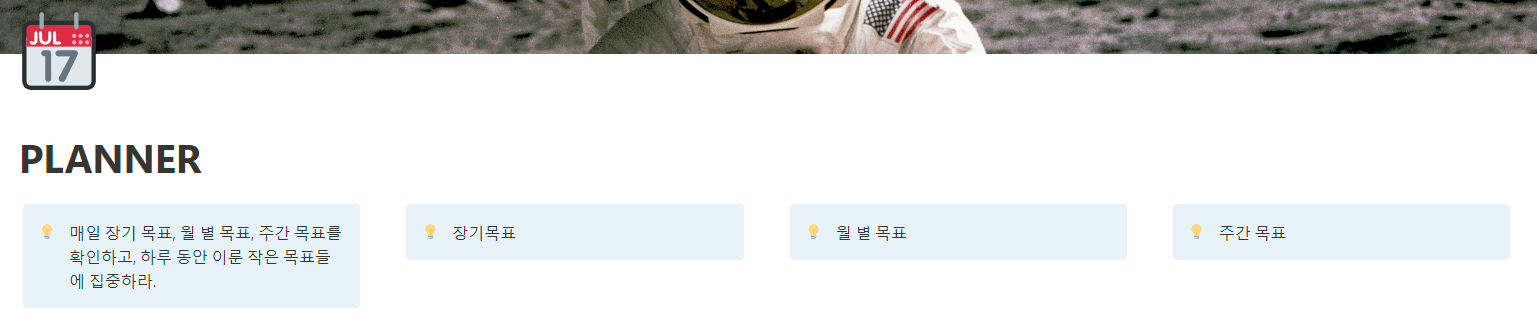 JUL
17
PLANNER
매일 장기 목표, 월 별 목표, 주간 목표를
확인하고, 하루 동안 이룬 작은 목표들
에 집중하라.
장기목표
월 별 목표
주간 목표